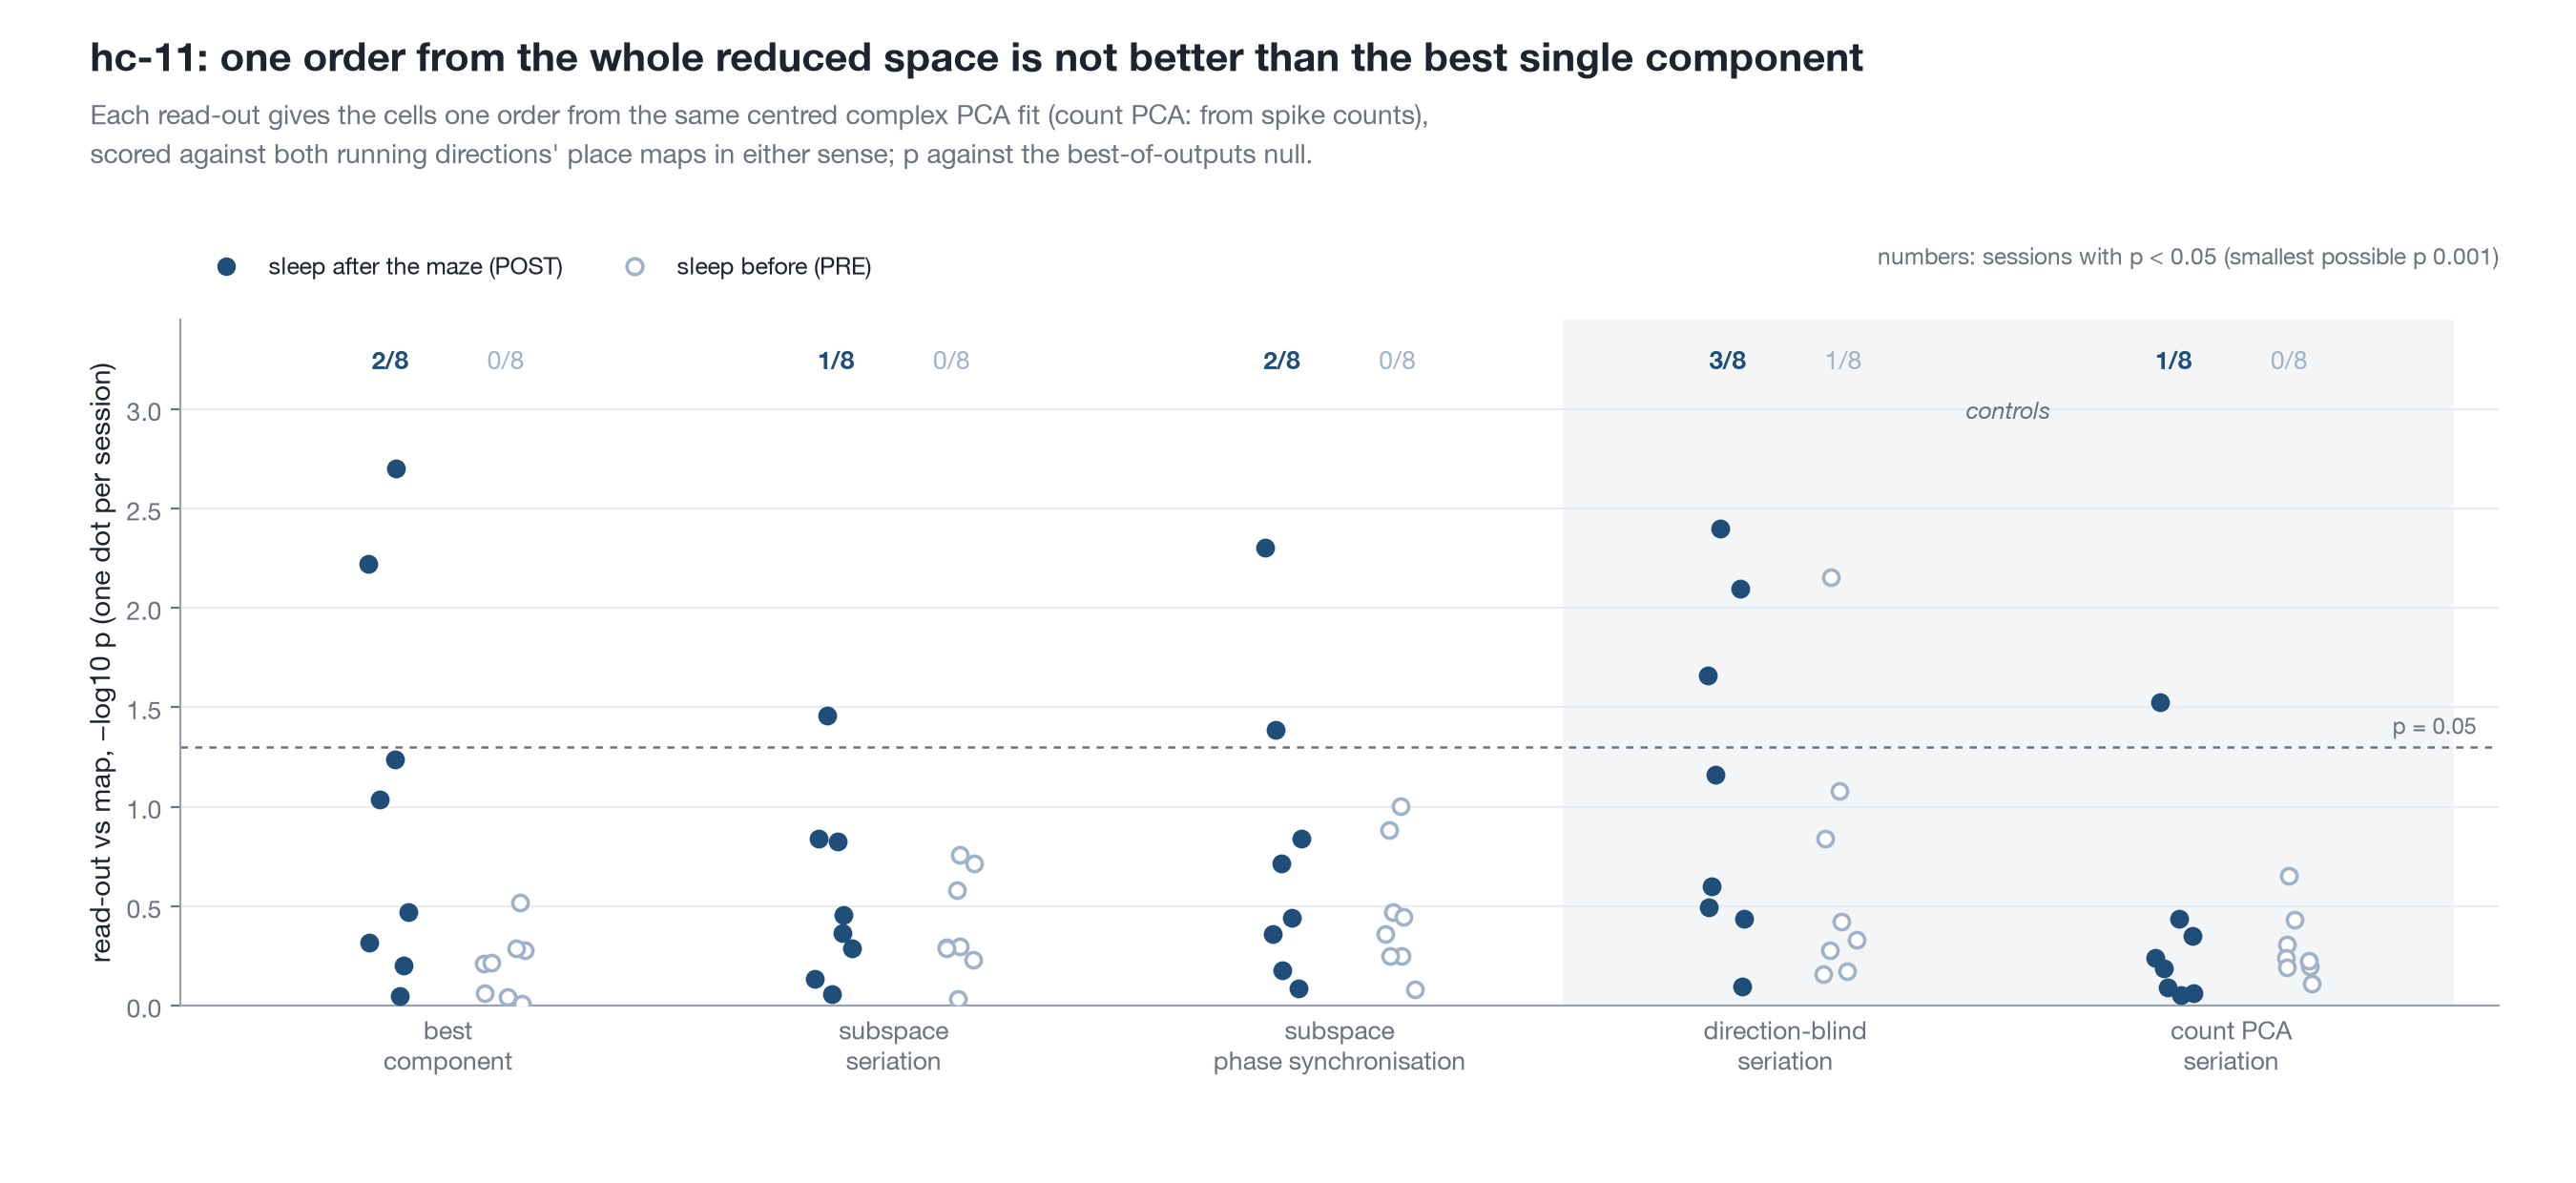 hc-11: one order from the whole reduced space is not better than the best single component
Each read-out gives the cells one order from the same centred complex PCA fit (count PCA: from spike counts),
scored against both running directions' place maps in either sense; p against the best-of-outputs null.
sleep after the maze (POST)
sleep before (PRE)
numbers: sessions with p < 0.05 (smallest possible p 0.001)
2/8
0/8
1/8
0/8
2/8
0/8
3/8
1/8
1/8
0/8
controls
read-out vs map, −log10 p (one dot per session)
3.0
2.5
2.0
1.5
1.0
0.5
0.0
p = 0.05
best
component
subspace
seriation
subspace
phase synchronisation
direction-blind
seriation
count PCA
seriation